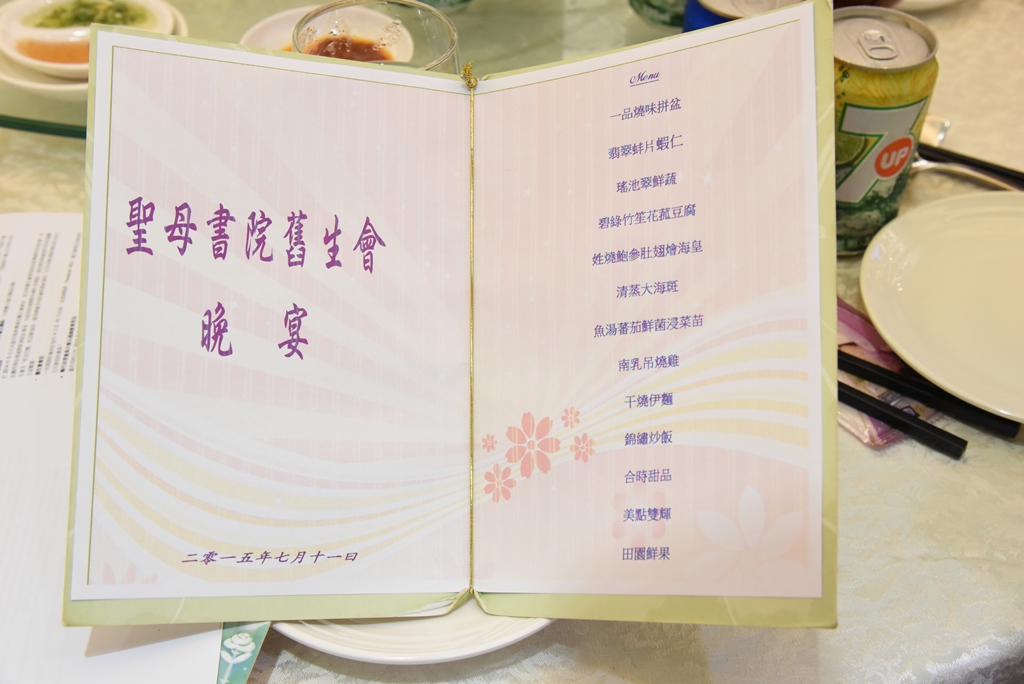 聖母書院舊生會
晚宴
二零一五年七月十一日
Menu
一品燒味拼盆
翡翠蚌片蝦仁
瑤池翠鮮蔬
碧綠竹笙花菰豆腐
姓燒鮑參肚翅燴海皇
清蒸大海斑
魚湯蕃茄鮮菌浸菜苗
南乳吊燒雞
干燒伊麵
錦繡炒飯
合時甜品
美點雙輝
田園鮮果
7
UP